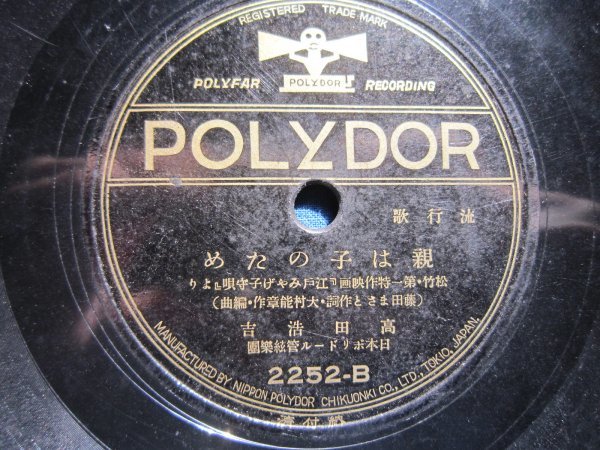 REGISTERED TRADE MARK
POLYFAR POLYDOR RECORDING
POLYDOR
歌行流
めたの子は親
りよ』唄守子げキみ戸江『画映作特一第・竹松
(曲編・作章能村大・詞作とさま田藤)
吉浩田高
団樂絃管ルードリポ本日
2252-B
MANUFACTURED BY NIPPON POLYDOR CHIKUONKI CO., LTD., TOKIO, JAPAN.